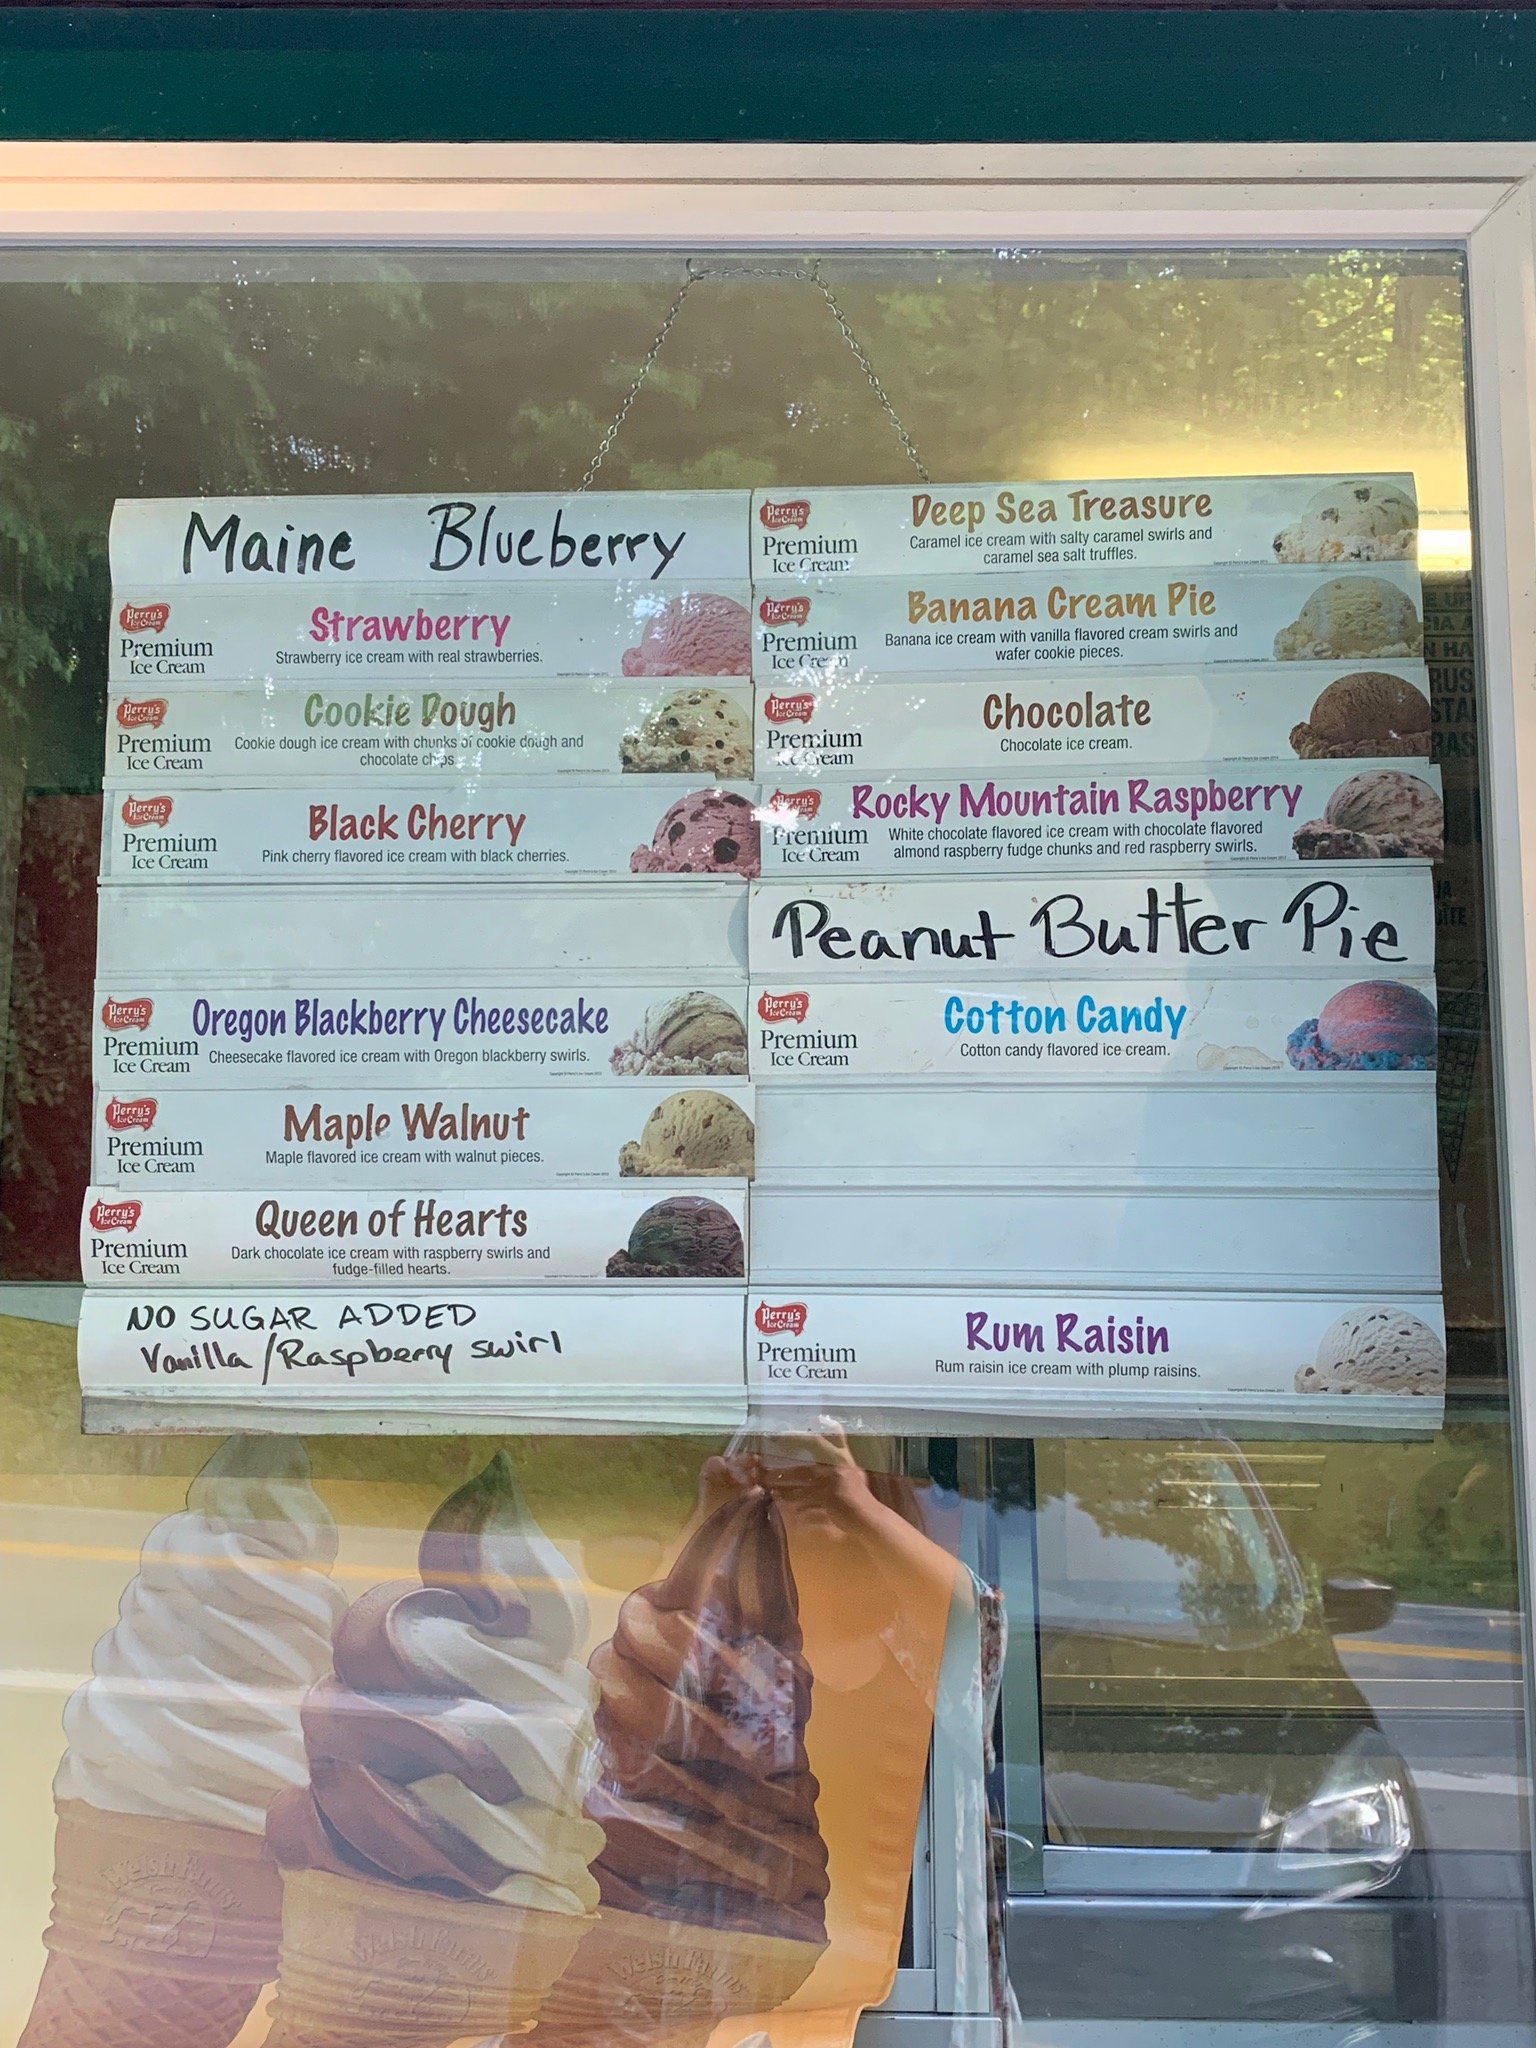 Maine Blueberry
Perry's
Ice Cream
Premium
Ice Cream
Strawberry
Strawberry ice cream with real strawberries.
Perry's
Ice Cream
Premium
Ice Cream
Cookie Dough
Cookie dough ice cream with chunks of cookie dough and
chocolate chips
Perry's
Ice Cream
Premium
Ice Cream
Black Cherry
Pink cherry flavored ice cream with black cherries.
Perry's
Ice Cream
Premium
Ice Cream
Oregon Blackberry Cheesecake
Cheesecake flavored ice cream with Oregon blackberry swirls.
Perry's
Ice Cream
Premium
Ice Cream
Maple Walnut
Maple flavored ice cream with walnut pieces.
Perry's
Ice Cream
Premium
Ice Cream
Queen of Hearts
Dark chocolate ice cream with raspberry swirls and
fudge-filled hearts.
NO SUGAR ADDED
Vanilla/Raspberry swirl
Perry's
Ice Cream
Premium
Ice Cream
Deep Sea Treasure
Caramel ice cream with salty caramel swirls and
caramel sea salt truffles.
Perry's
Ice Cream
Premium
Ice Cream
Banana Cream Pie
Banana ice cream with vanilla flavored cream swirls and
wafer cookie pieces.
Perry's
Ice Cream
Premium
Ice Cream
Chocolate
Chocolate ice cream.
Perry's
Ice Cream
Premium
Ice Cream
Rocky Mountain Raspberry
White chocolate flavored ice cream with chocolate flavored
almond raspberry fudge chunks and red raspberry swirls.
Peanut Butter Pie
Perry's
Ice Cream
Premium
Ice Cream
Cotton Candy
Cotton candy flavored ice cream.
Perry's
Ice Cream
Premium
Ice Cream
Rum Raisin
Rum raisin ice cream with plump raisins.
Welsh Farms
Welsh Farms
Welsh Farms